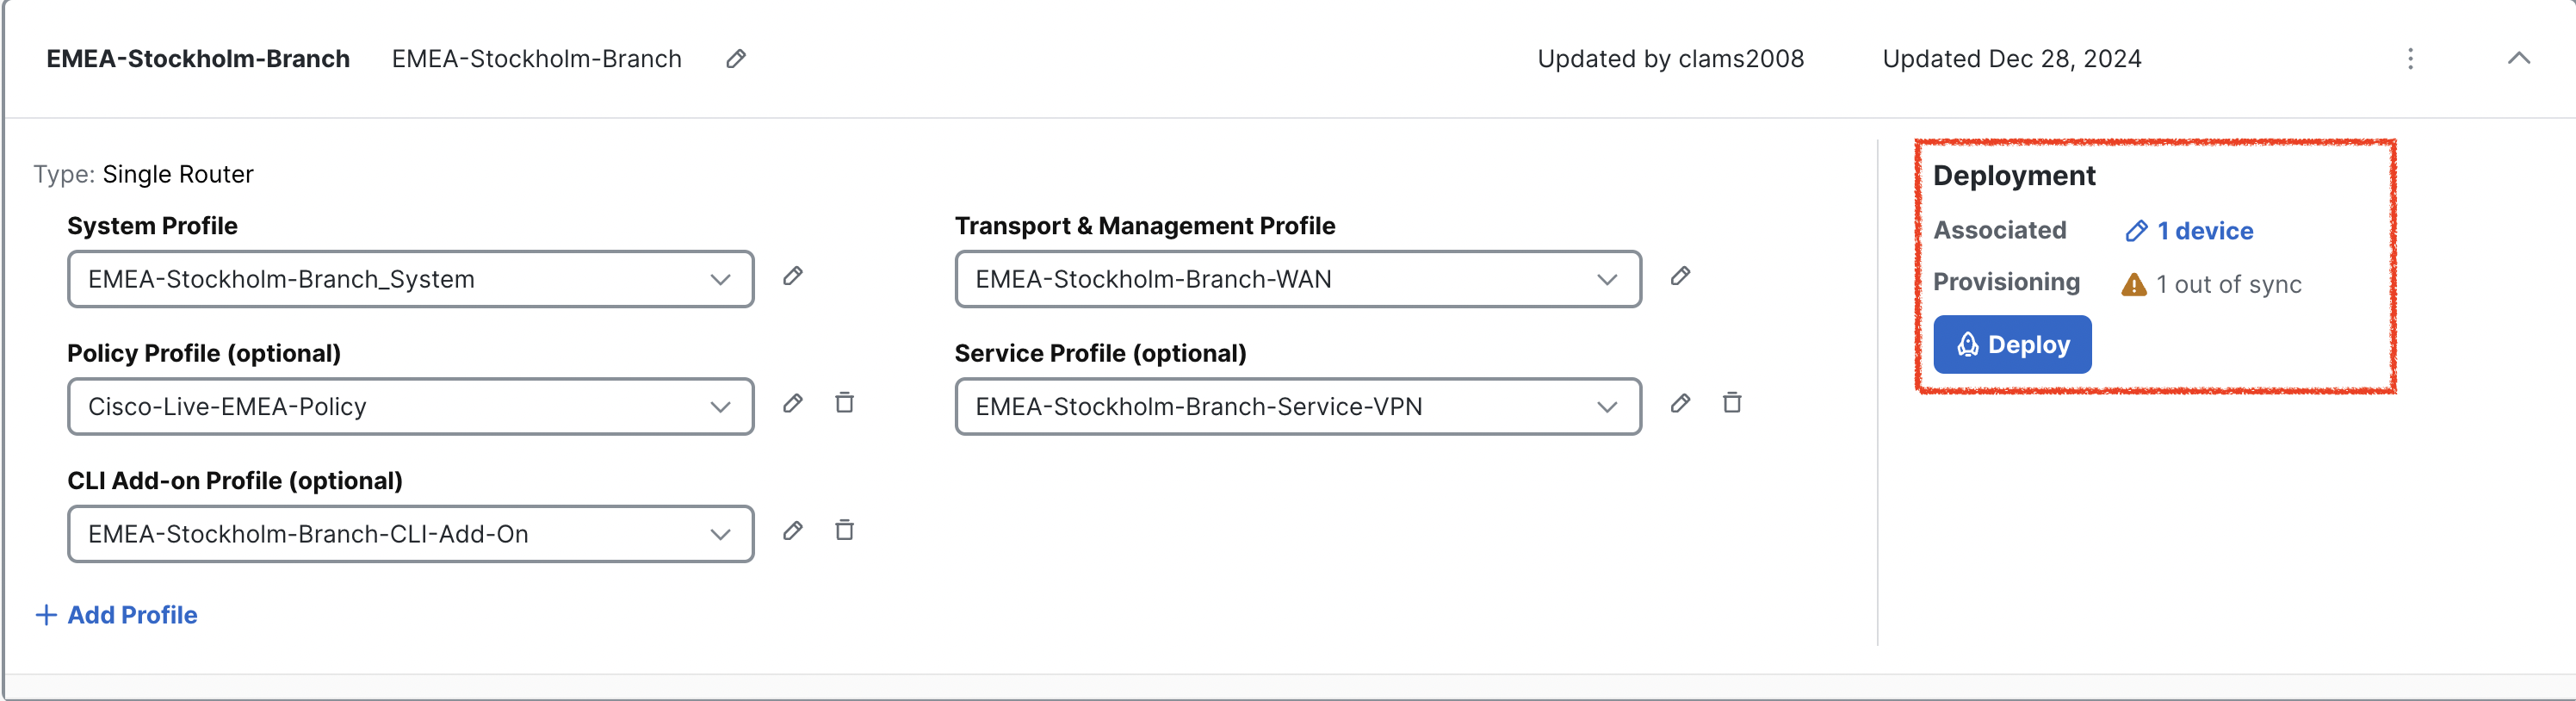 EMEA-Stockholm-Branch EMEA-Stockholm-Branch Updated by clams2008 Updated Dec 28, 2024
Type: Single Router
System Profile
EMEA-Stockholm-Branch_System
Transport & Management Profile
EMEA-Stockholm-Branch-WAN
Policy Profile (optional)
Cisco-Live-EMEA-Policy
Service Profile (optional)
EMEA-Stockholm-Branch-Service-VPN
CLI Add-on Profile (optional)
EMEA-Stockholm-Branch-CLI-Add-On
+ Add Profile
Deployment
Associated 1 device
Provisioning 1 out of sync
Deploy